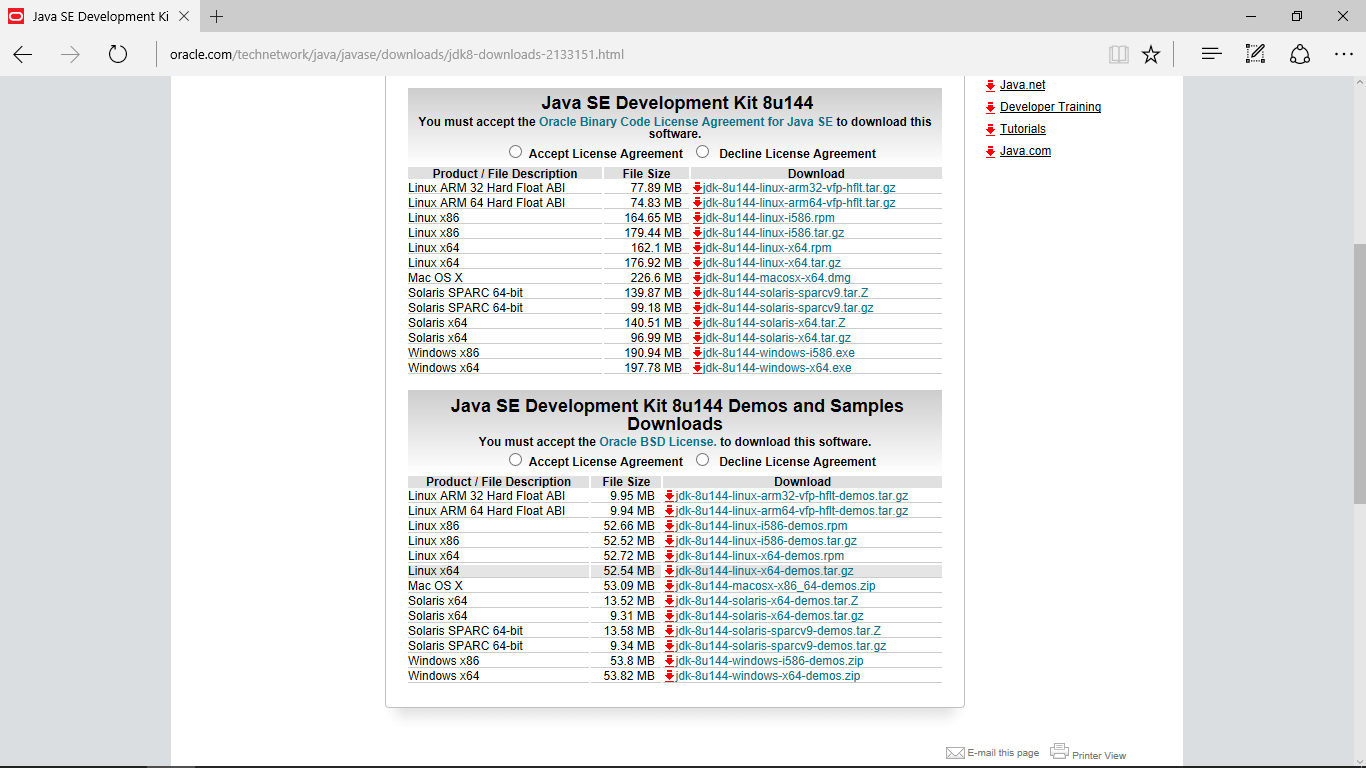 Java SE Development Ki
oracle.com/technetwork/java/javase/downloads/jdk8-downloads-2133151.html
Java.net
Developer Training
Tutorials
Java.com
Java SE Development Kit 8u144
You must accept the Oracle Binary Code License Agreement for Java SE to download this
software.
Accept License Agreement Decline License Agreement
Product / File Description File Size Download
Linux ARM 32 Hard Float ABI 77.89 MB jdk-8u144-linux-arm32-vfp-hflt.tar.gz
Linux ARM 64 Hard Float ABI 74.83 MB jdk-8u144-linux-arm64-vfp-hflt.tar.gz
Linux x86 164.65 MB jdk-8u144-linux-i586.rpm
Linux x86 179.44 MB jdk-8u144-linux-i586.tar.gz
Linux x64 162.1 MB jdk-8u144-linux-x64.rpm
Linux x64 176.92 MB jdk-8u144-linux-x64.tar.gz
Mac OS X 226.6 MB jdk-8u144-macosx-x64.dmg
Solaris SPARC 64-bit 139.87 MB jdk-8u144-solaris-sparcv9.tar.Z
Solaris SPARC 64-bit 99.18 MB jdk-8u144-solaris-sparcv9.tar.gz
Solaris x64 140.51 MB jdk-8u144-solaris-x64.tar.Z
Solaris x64 96.99 MB jdk-8u144-solaris-x64.tar.gz
Windows x86 190.94 MB jdk-8u144-windows-i586.exe
Windows x64 197.78 MB jdk-8u144-windows-x64.exe
Java SE Development Kit 8u144 Demos and Samples
Downloads
You must accept the Oracle BSD License. to download this software.
Accept License Agreement Decline License Agreement
Product / File Description File Size Download
Linux ARM 32 Hard Float ABI 9.95 MB jdk-8u144-linux-arm32-vfp-hflt-demos.tar.gz
Linux ARM 64 Hard Float ABI 9.94 MB jdk-8u144-linux-arm64-vfp-hflt-demos.tar.gz
Linux x86 52.66 MB jdk-8u144-linux-i586-demos.rpm
Linux x86 52.52 MB jdk-8u144-linux-i586-demos.tar.gz
Linux x64 52.72 MB jdk-8u144-linux-x64-demos.rpm
Linux x64 52.54 MB jdk-8u144-linux-x64-demos.tar.gz
Mac OS X 53.09 MB jdk-8u144-macosx-x86_64-demos.zip
Solaris x64 13.52 MB jdk-8u144-solaris-x64-demos.tar.Z
Solaris x64 9.31 MB jdk-8u144-solaris-x64-demos.tar.gz
Solaris SPARC 64-bit 13.58 MB jdk-8u144-solaris-sparcv9-demos.tar.Z
Solaris SPARC 64-bit 9.34 MB jdk-8u144-solaris-sparcv9-demos.tar.gz
Windows x86 53.8 MB jdk-8u144-windows-i586-demos.zip
Windows x64 53.82 MB jdk-8u144-windows-x64-demos.zip
E-mail this page Printer View